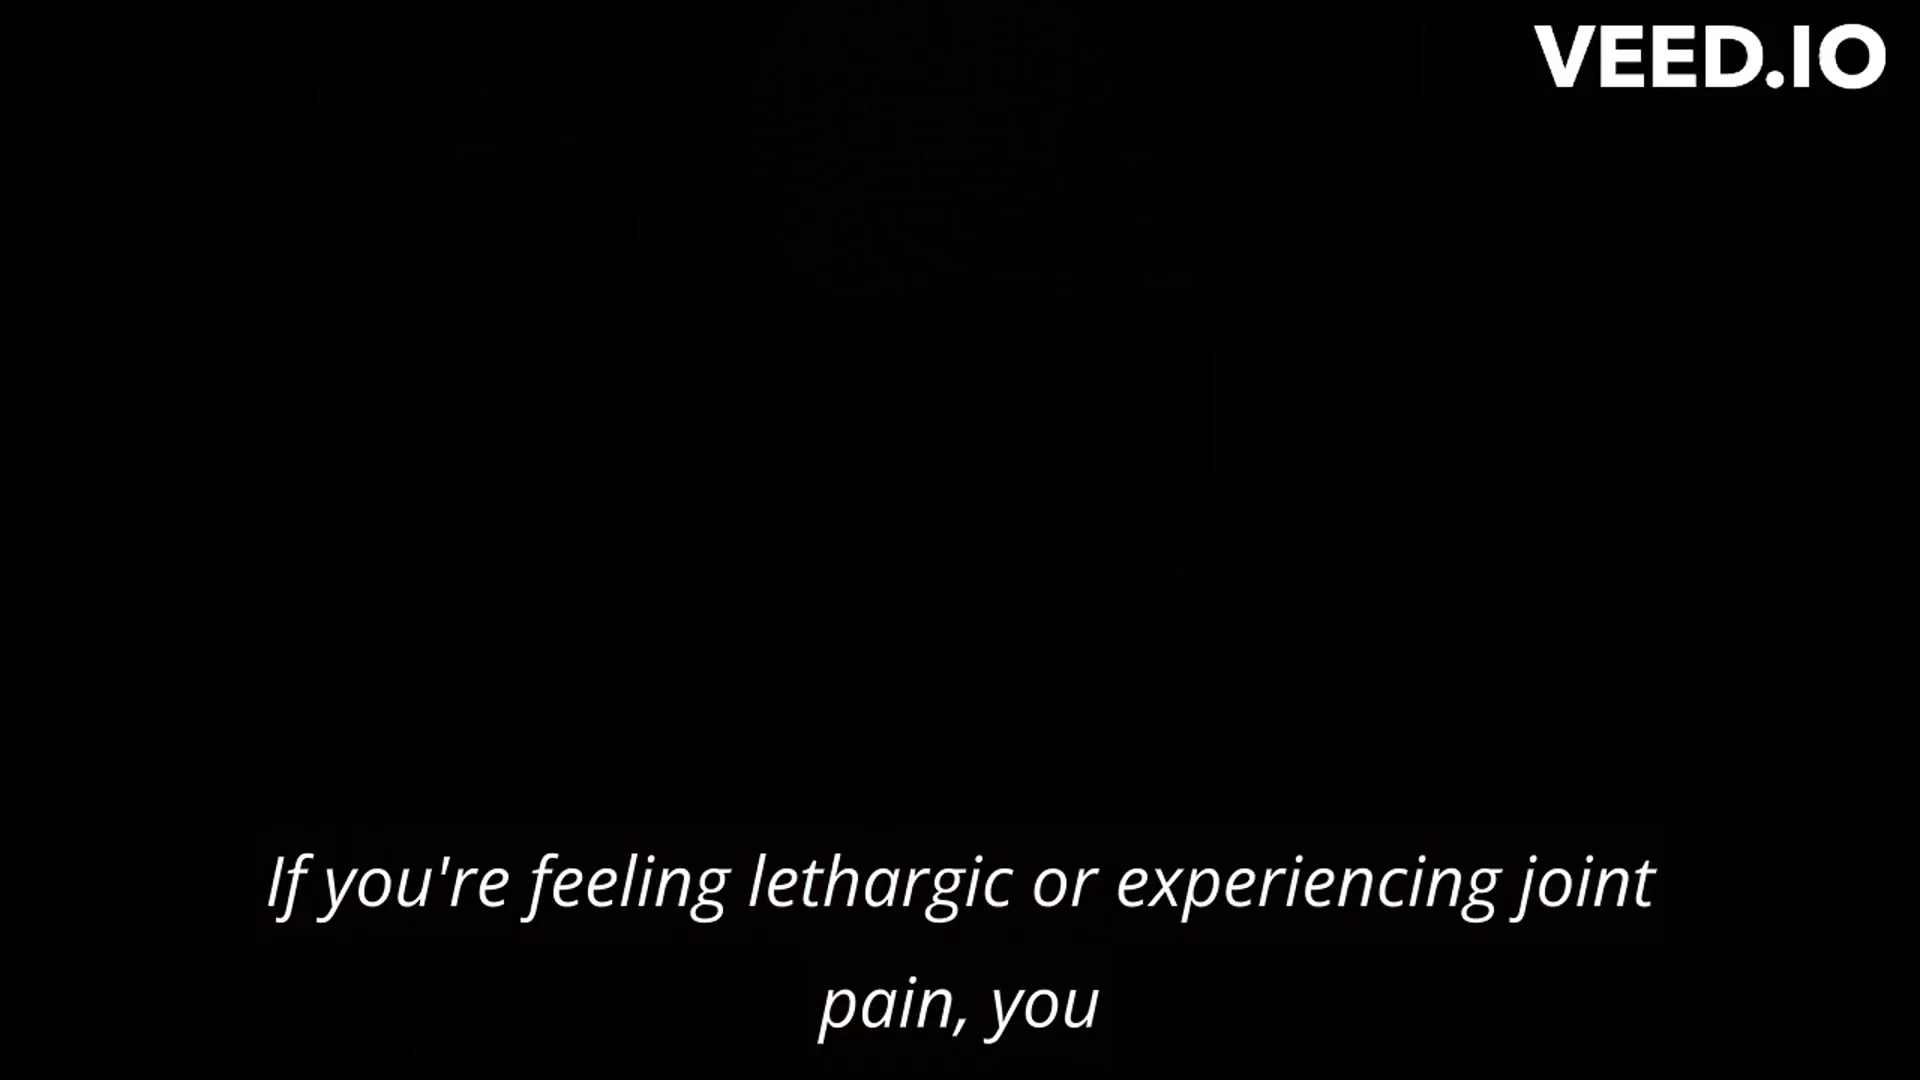 VEED.IO
If you're feeling lethargic or experiencing joint
pain, you